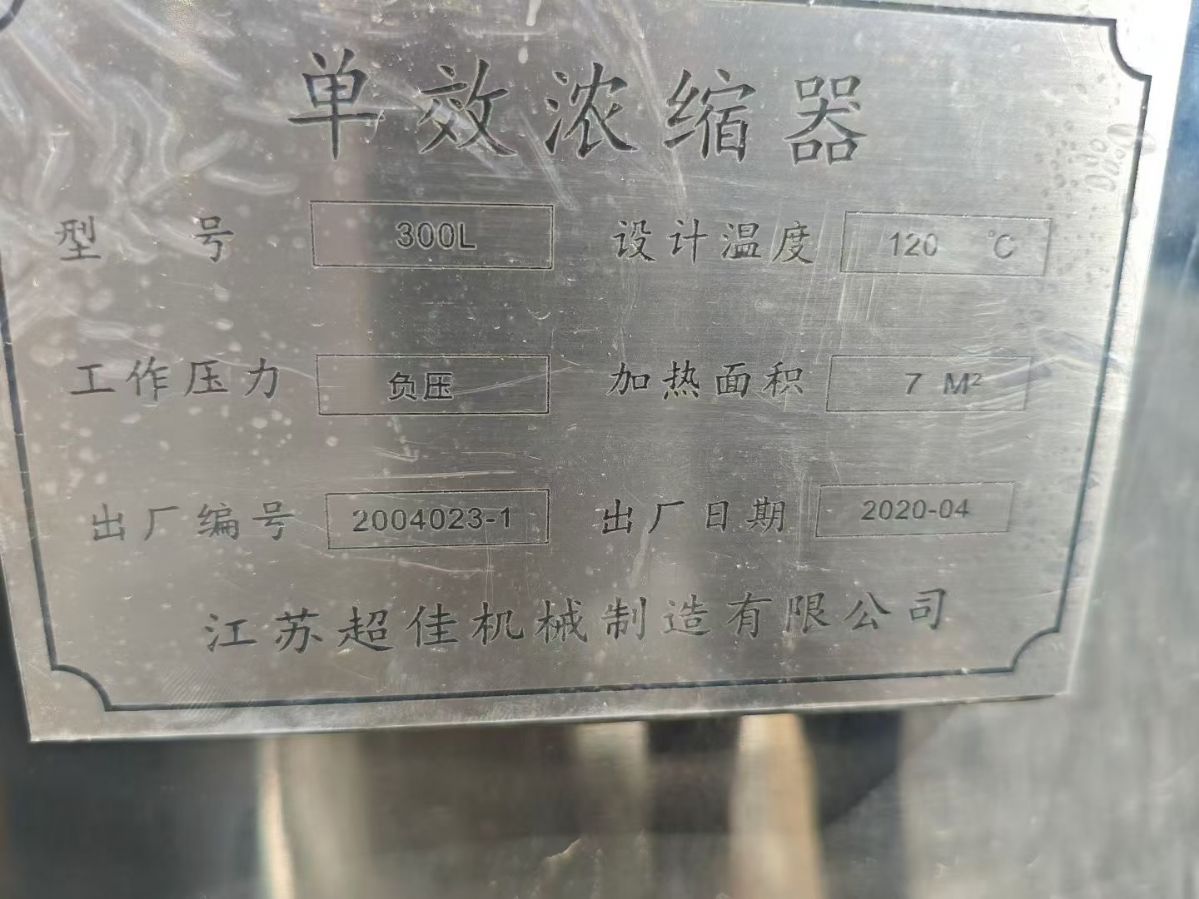 单效浓缩器
型 号 300L 设计温度 120 ℃
工作压力 负压 加热面积 7 M²
出厂编号 2004023-1 出厂日期 2020-04
江苏超佳机械制造有限公司